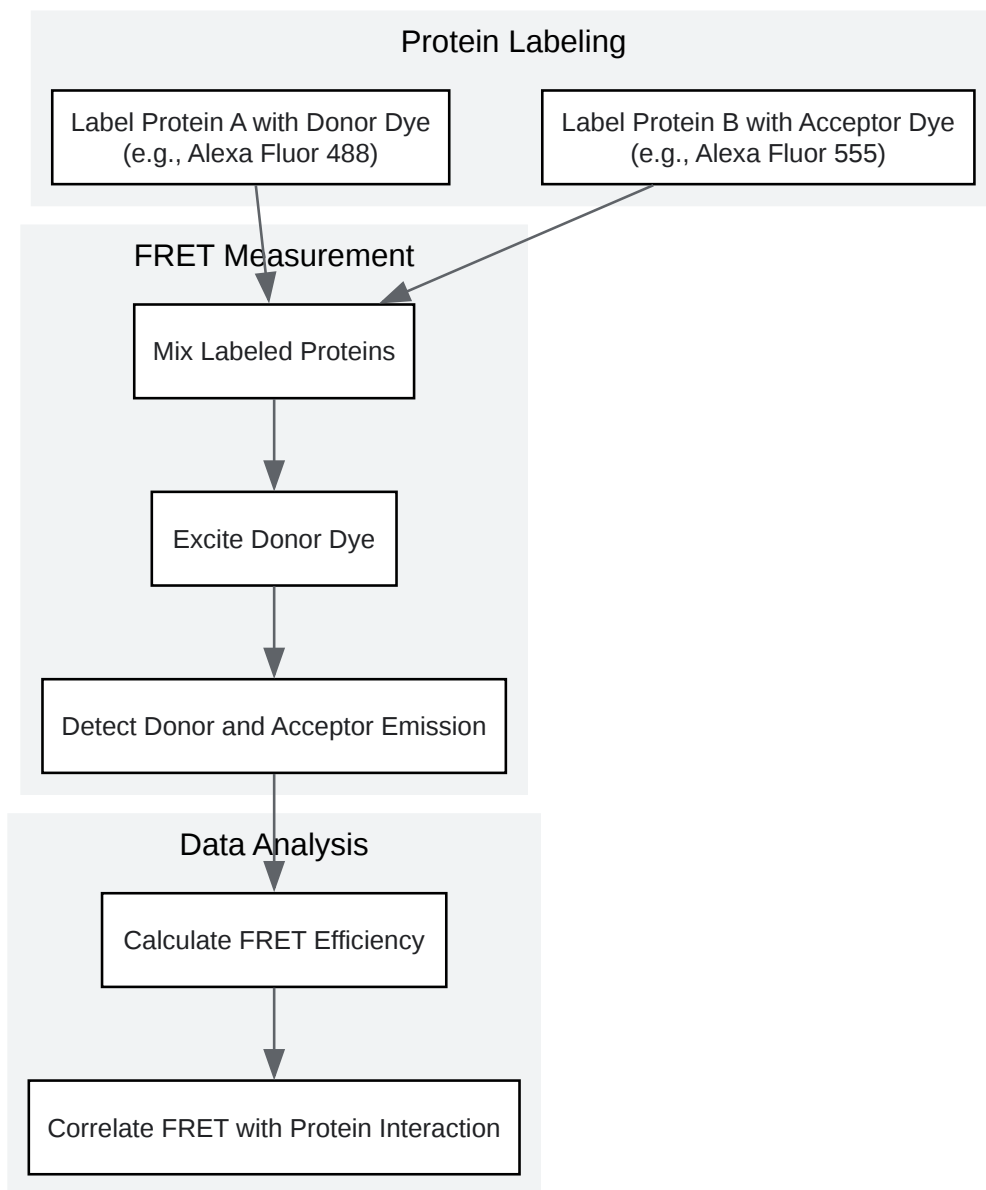 Protein Labeling
Label Protein A with Donor Dye
(e.g., Alexa Fluor 488)
Label Protein B with Acceptor Dye
(e.g., Alexa Fluor 555)
FRET Measurement
Mix Labeled Proteins
Excite Donor Dye
Detect Donor and Acceptor Emission
Data Analysis
Calculate FRET Efficiency
Correlate FRET with Protein Interaction